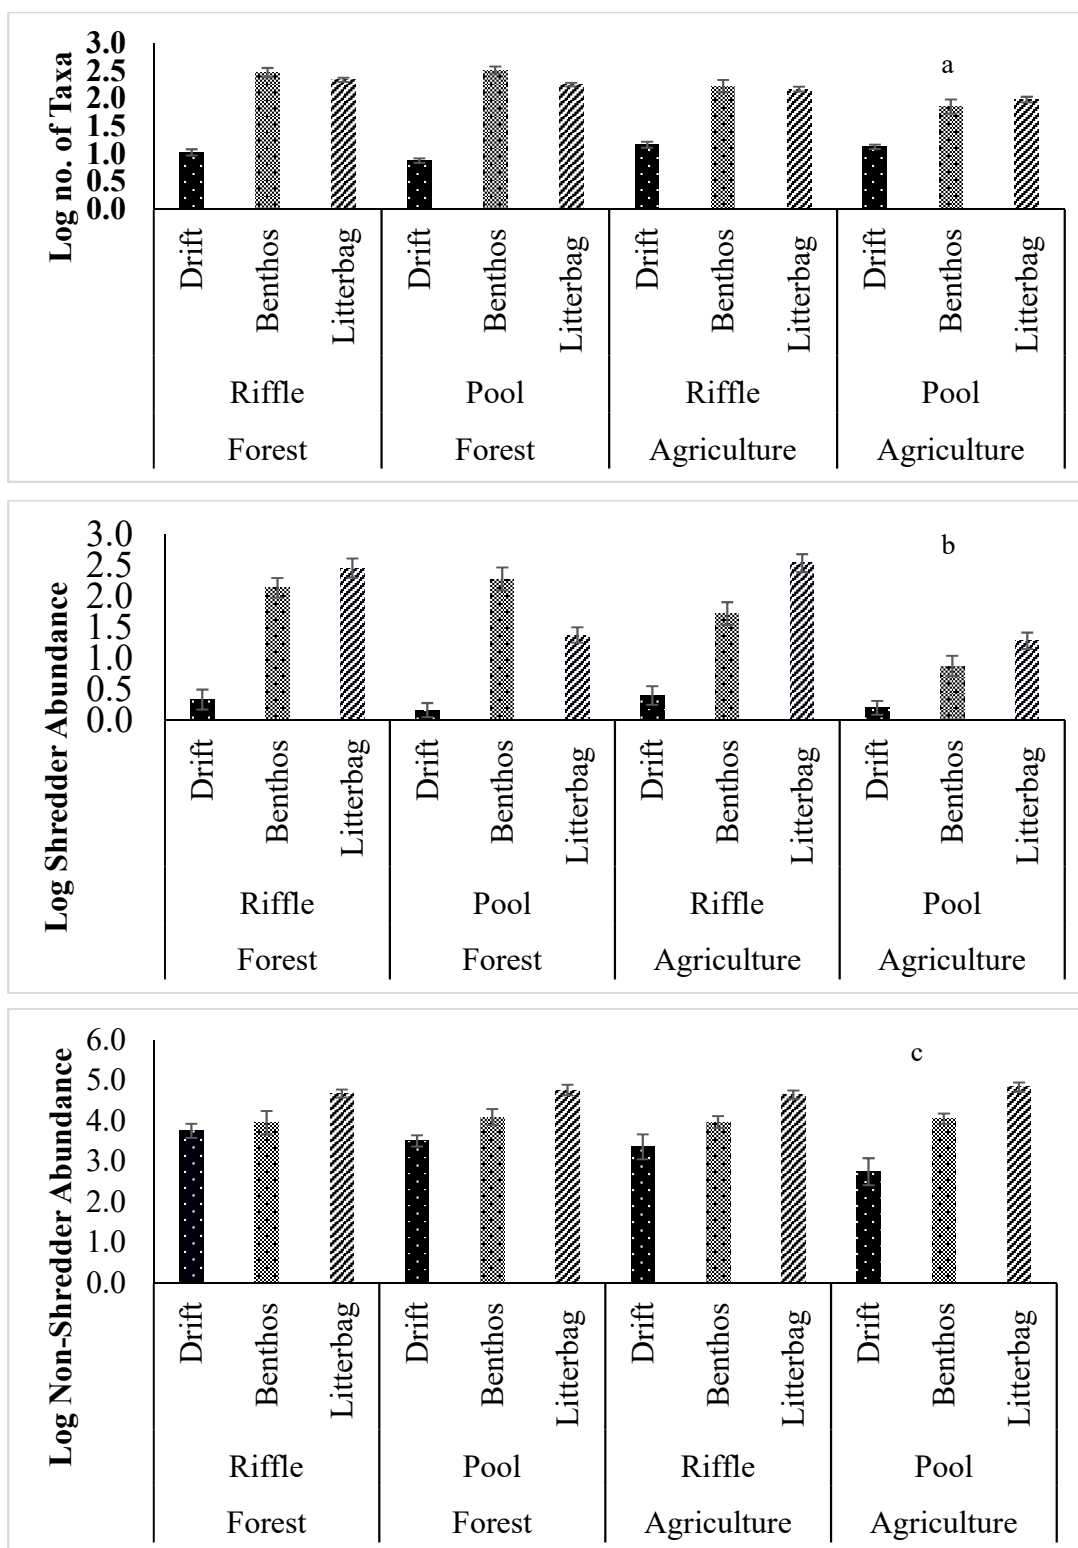 Log no. of Taxa
3.0
2.5
2.0
1.5
1.0
0.5
0.0
a
Drift Benthos Litterbag Drift Benthos Litterbag Drift Benthos Litterbag Drift Benthos Litterbag
Riffle Pool Riffle Pool
Forest Forest Agriculture Agriculture
Log Shredder Abundance
3.0
2.5
2.0
1.5
1.0
0.5
0.0
b
Drift Benthos Litterbag Drift Benthos Litterbag Drift Benthos Litterbag Drift Benthos Litterbag
Riffle Pool Riffle Pool
Forest Forest Agriculture Agriculture
Log Non-Shredder Abundance
6.0
5.0
4.0
3.0
2.0
1.0
0.0
c
Drift Benthos Litterbag Drift Benthos Litterbag Drift Benthos Litterbag Drift Benthos Litterbag
Riffle Pool Riffle Pool
Forest Forest Agriculture Agriculture